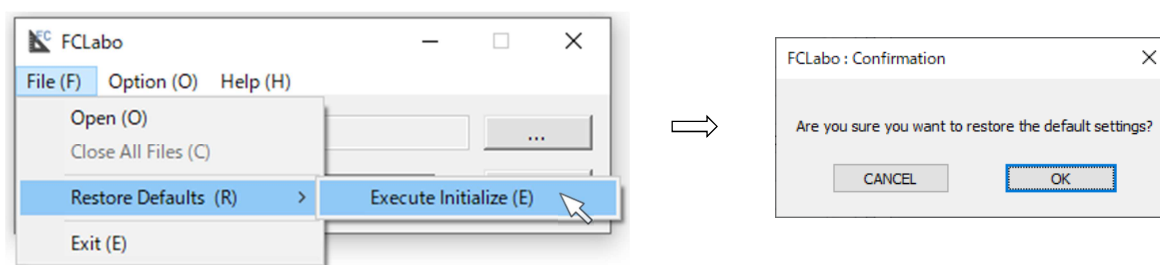 FC FCLabo
File (F) Option (O) Help (H)
Open (O)
Close All Files (C)
...
Restore Defaults (R) >
Execute Initialize (E)
Exit (E)
FCLabo : Confirmation
Are you sure you want to restore the default settings?
CANCEL OK